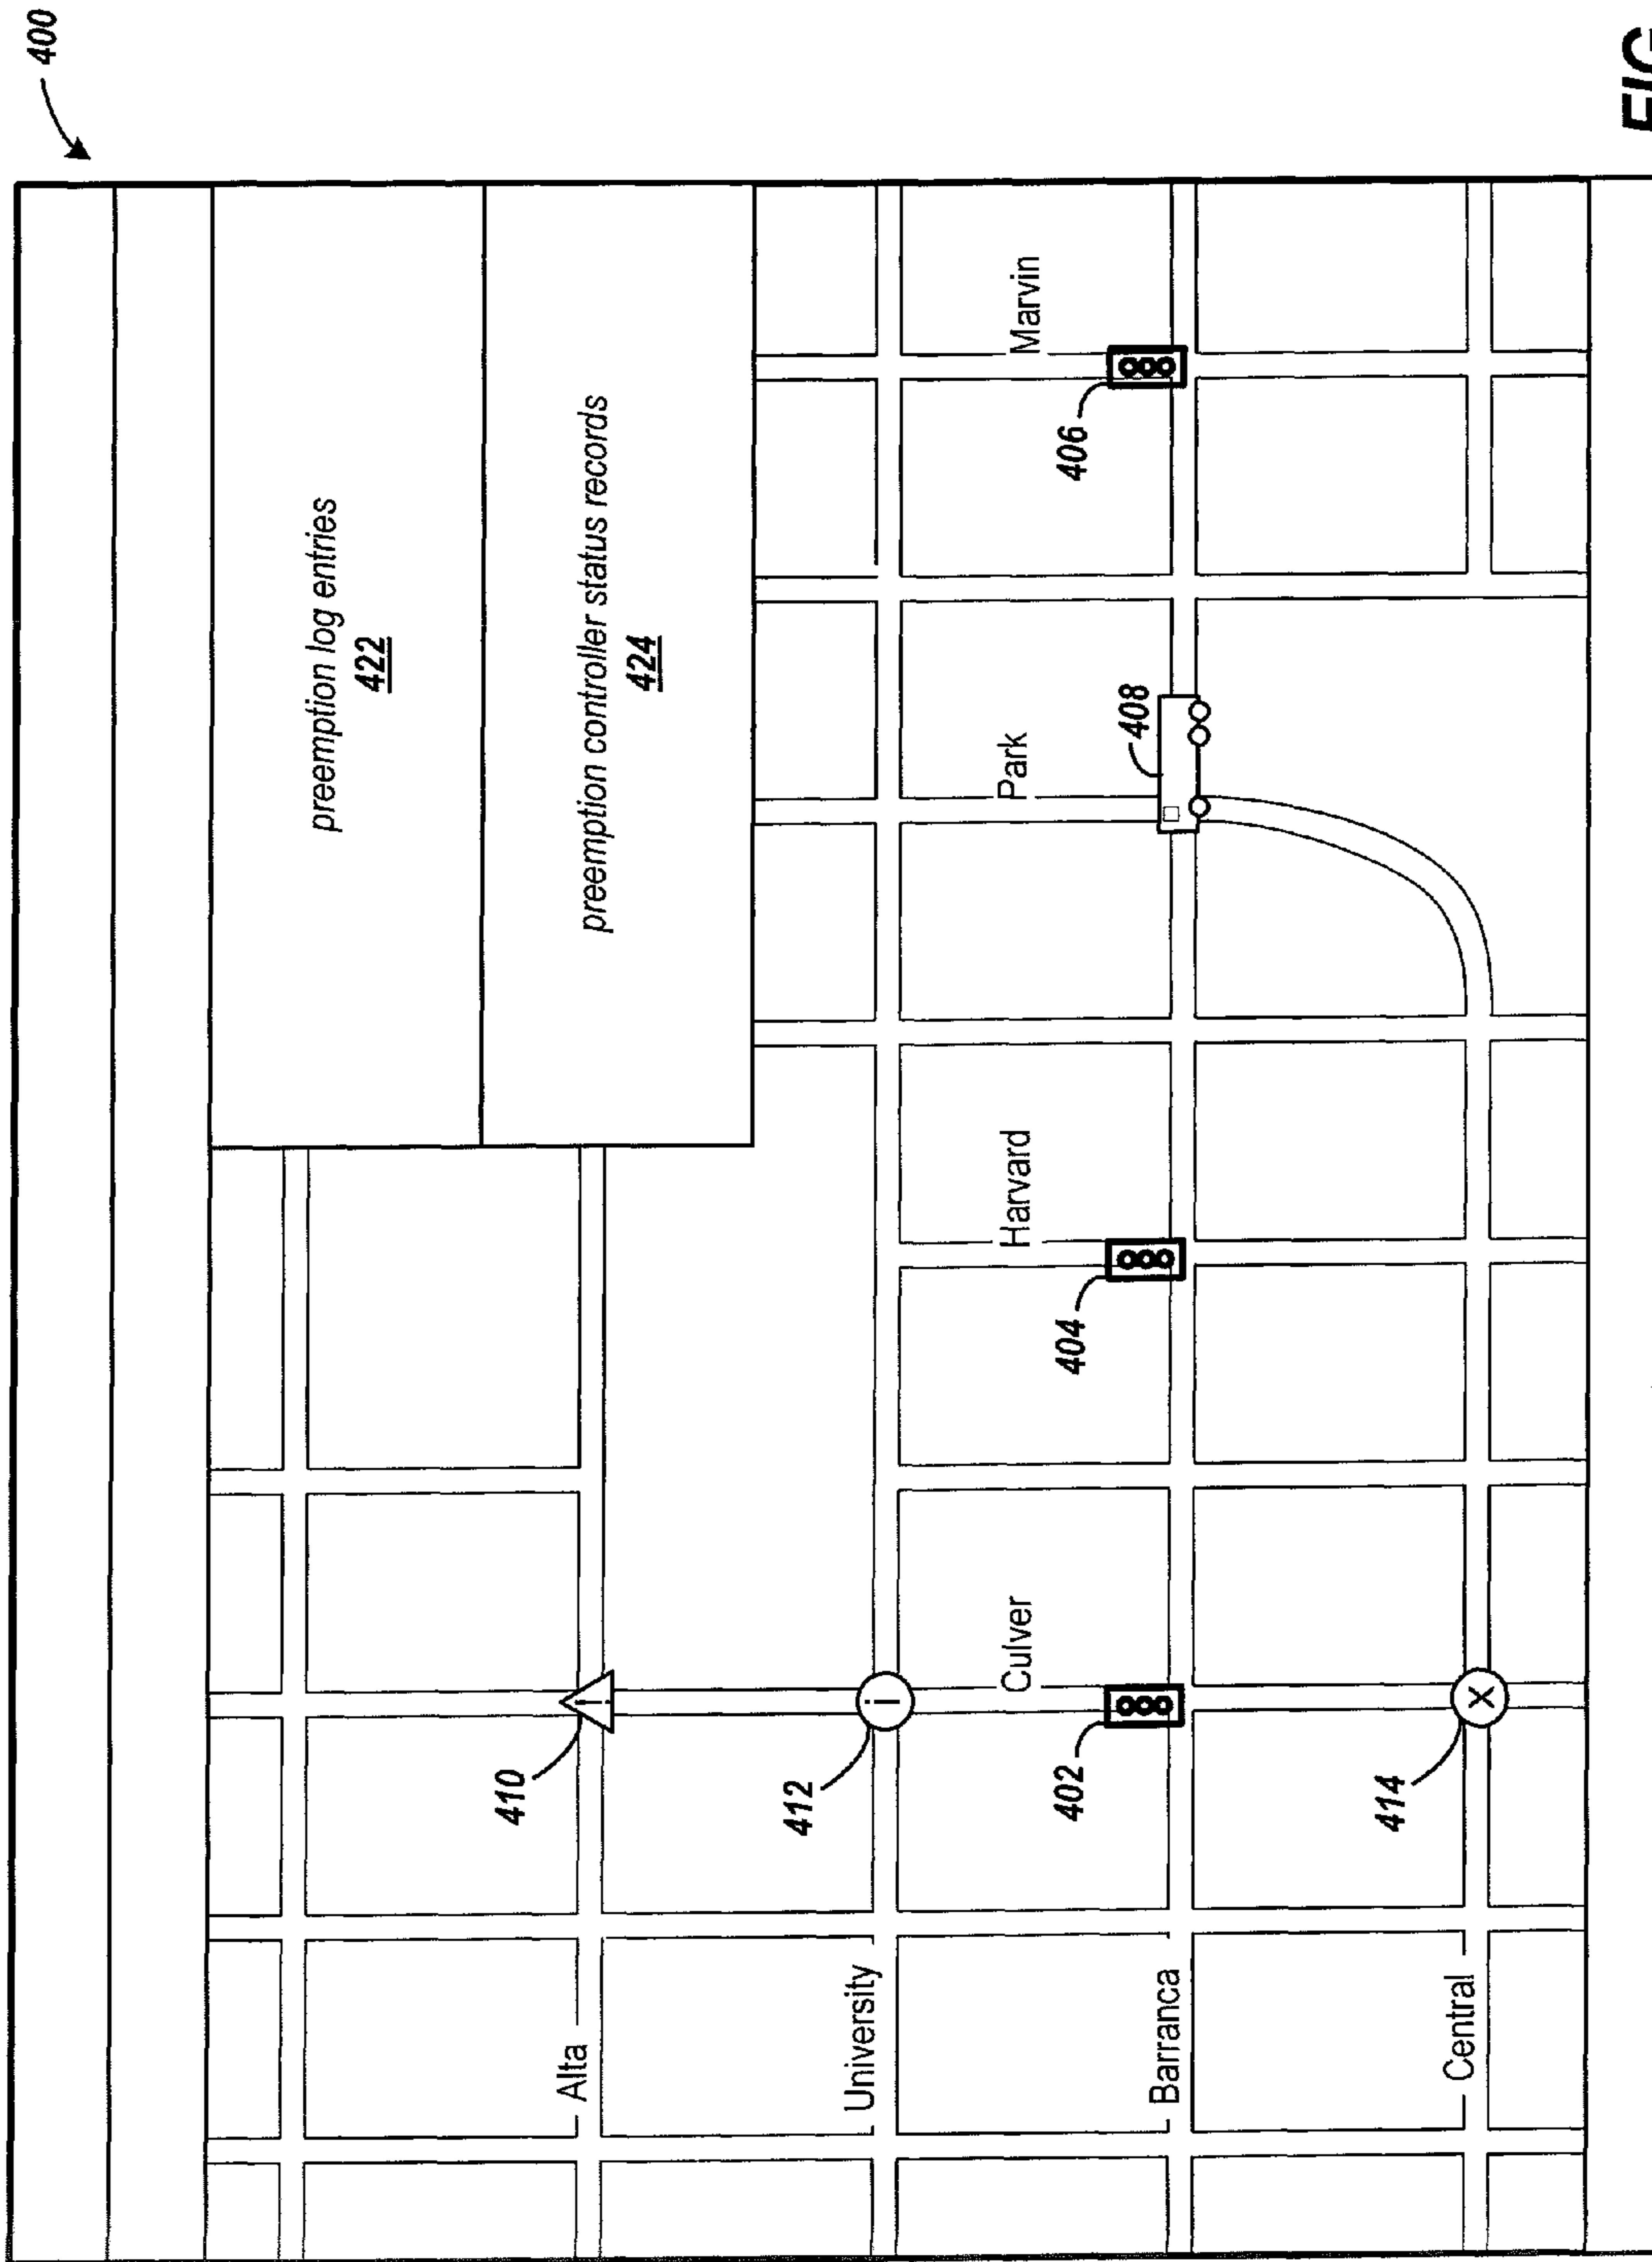 400
preemption log entries
422
preemption controller status records
424
Alta
410
University
412
Culver
Harvard
Park
Marvin
402
404
408
406
Barranca
Central
414
X
i
!
FIG